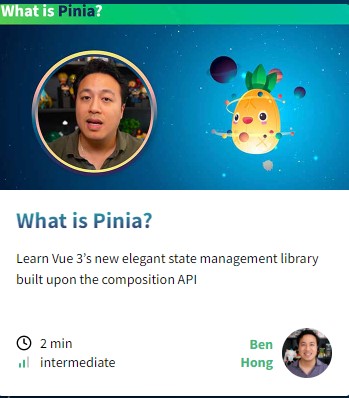 What is Pinia?
What is Pinia?
Learn Vue 3's new elegant state management library
built upon the composition API
2 min
Ben
intermediate
Hong